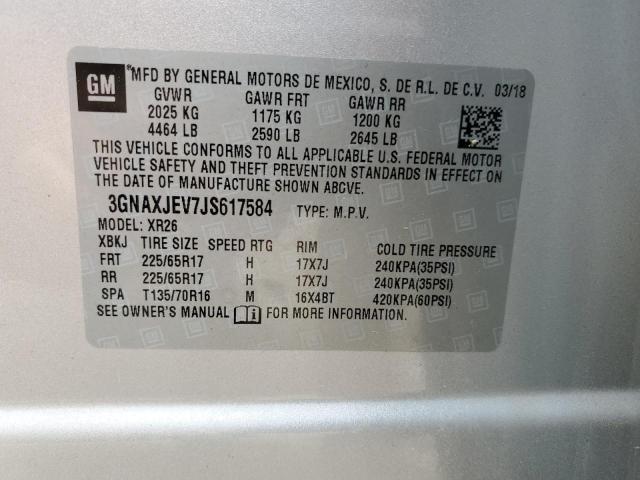 GM
®MFD BY GENERAL MOTORS DE MEXICO, S. DE R.L. DE C.V. 03/18
GVWR GAWR FRT GAWR RR
2025 KG 1175 KG 1200 KG
4464 LB 2590 LB 2645 LB
THIS VEHICLE CONFORMS TO ALL APPLICABLE U.S. FEDERAL MOTOR
VEHICLE SAFETY AND THEFT PREVENTION STANDARDS IN EFFECT ON
THE DATE OF MANUFACTURE SHOWN ABOVE.
3GNAXJEV7JS617584 TYPE: M.P.V.
MODEL: XR26
XBKJ TIRE SIZE SPEED RTG RIM COLD TIRE PRESSURE
FRT 225/65R17 H 17X7J 240KPA(35PSI)
RR 225/65R17 H 17X7J 240KPA(35PSI)
SPA T135/70R16 M 16X4BT 420KPA(60PSI)
SEE OWNER'S MANUAL FOR MORE INFORMATION.